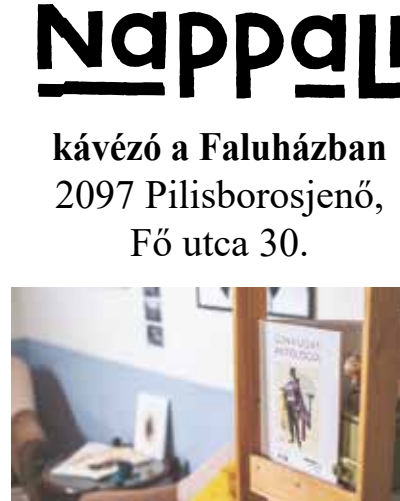 Nappali
kávézó a Faluházban
2097 Pilisborosjenő,
Fő utca 30.